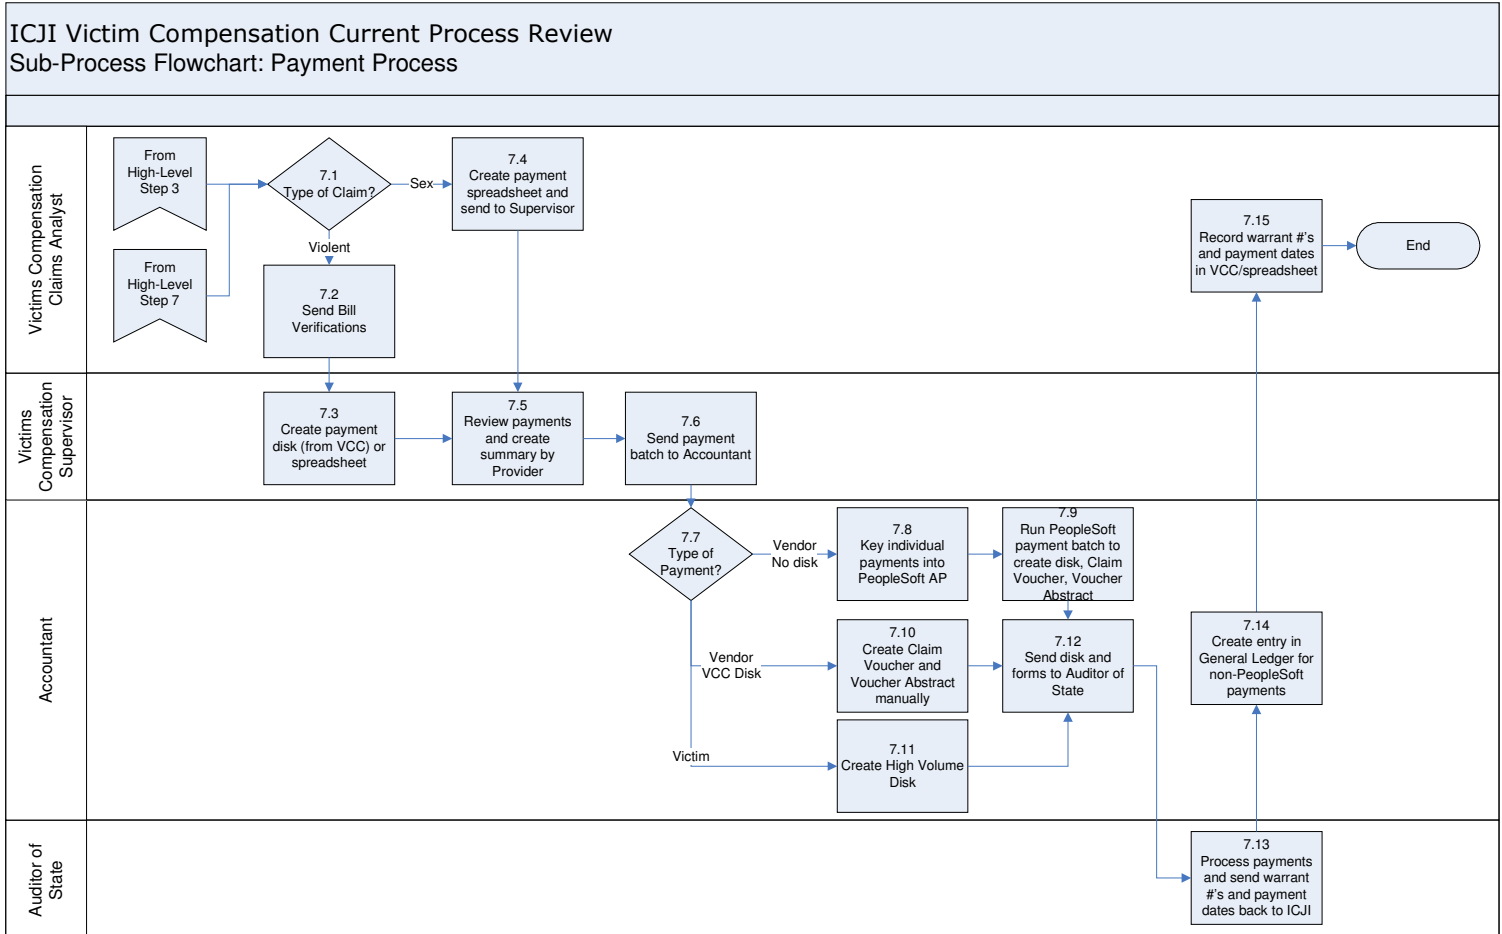 ICJI Victim Compensation Current Process Review
Sub-Process Flowchart: Payment Process
Victims Compensation
Claims Analyst
From
High-Level
Step 3
From
High-Level
Step 7
7.1
Type of Claim?
Sex
Violent
7.2
Send Bill
Verifications
7.4
Create payment
spreadsheet and
send to Supervisor
7.15
Record warrant #'s
and payment dates
in VCC/spreadsheet
End
Victims
Compensation
Supervisor
7.3
Create payment
disk (from VCC) or
spreadsheet
7.5
Review payments
and create
summary by
Provider
7.6
Send payment
batch to Accountant
Accountant
7.7
Type of
Payment?
Vendor
No disk
7.8
Key individual
payments into
PeopleSoft AP
7.9
Run PeopleSoft
payment batch to
create disk, Claim
Voucher, Voucher
Abstract
Vendor
VCC Disk
7.10
Create Claim
Voucher and
Voucher Abstract
manually
7.12
Send disk and
forms to Auditor of
State
Victim
7.11
Create High Volume
Disk
7.14
Create entry in
General Ledger for
non-PeopleSoft
payments
Auditor of
State
7.13
Process payments
and send warrant
#'s and payment
dates back to ICJI